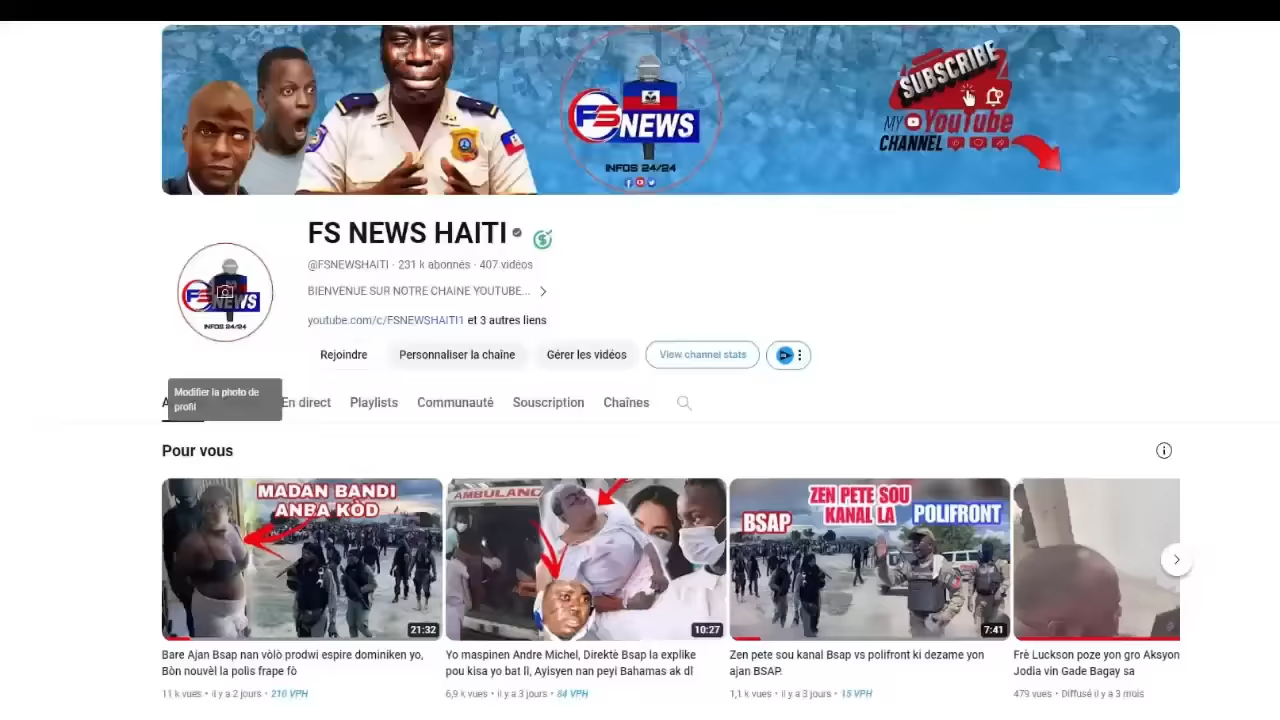 SUBSCRIBE
FS NEWS
MY YouTube
CHANNEL
INFOS 24/24
FS NEWS HAITI
@FSNEWSHAITI · 231 k abonnés · 407 vidéos
BIENVENUE SUR NOTRE CHAINE YOUTUBE...
FS NEWS
INFOS 24/24
youtube.com/c/FSNEWSHAITI1 et 3 autres liens
Rejoindre Personnaliser la chaîne Gérer les vidéos View channel stats
Modifier la photo de
profil
En direct Playlists Communauté Souscription Chaînes
Pour vous
MADAN BANDI
ANBA KÒD
21:32
AMBULANC
10:27
ZEN PETE SOU
KANAL LA
BSAP
POLIFRONT
7:41
Bare Ajan Bsap nan vòlò prodwi espire dominiken yo,
Bòn nouvèl la polis frape fò
11 k vues • il y a 2 jours • 216 VPH
Yo maspinen Andre Michel, Direktè Bsap la explike
pou kisa yo bat li, Ayisyen nan peyi Bahamas ak dl
6,9 k vues • il y a 3 jours • 84 VPH
Zen pete sou kanal Bsap vs polifront ki dezame yon
ajan BSAP.
1,1 k vues • il y a 3 jours • 15 VPH
Frè Luckson poze yon gro Aksyon
Jodia vin Gade Bagay sa
479 vues • Diffusé il y a 3 mois